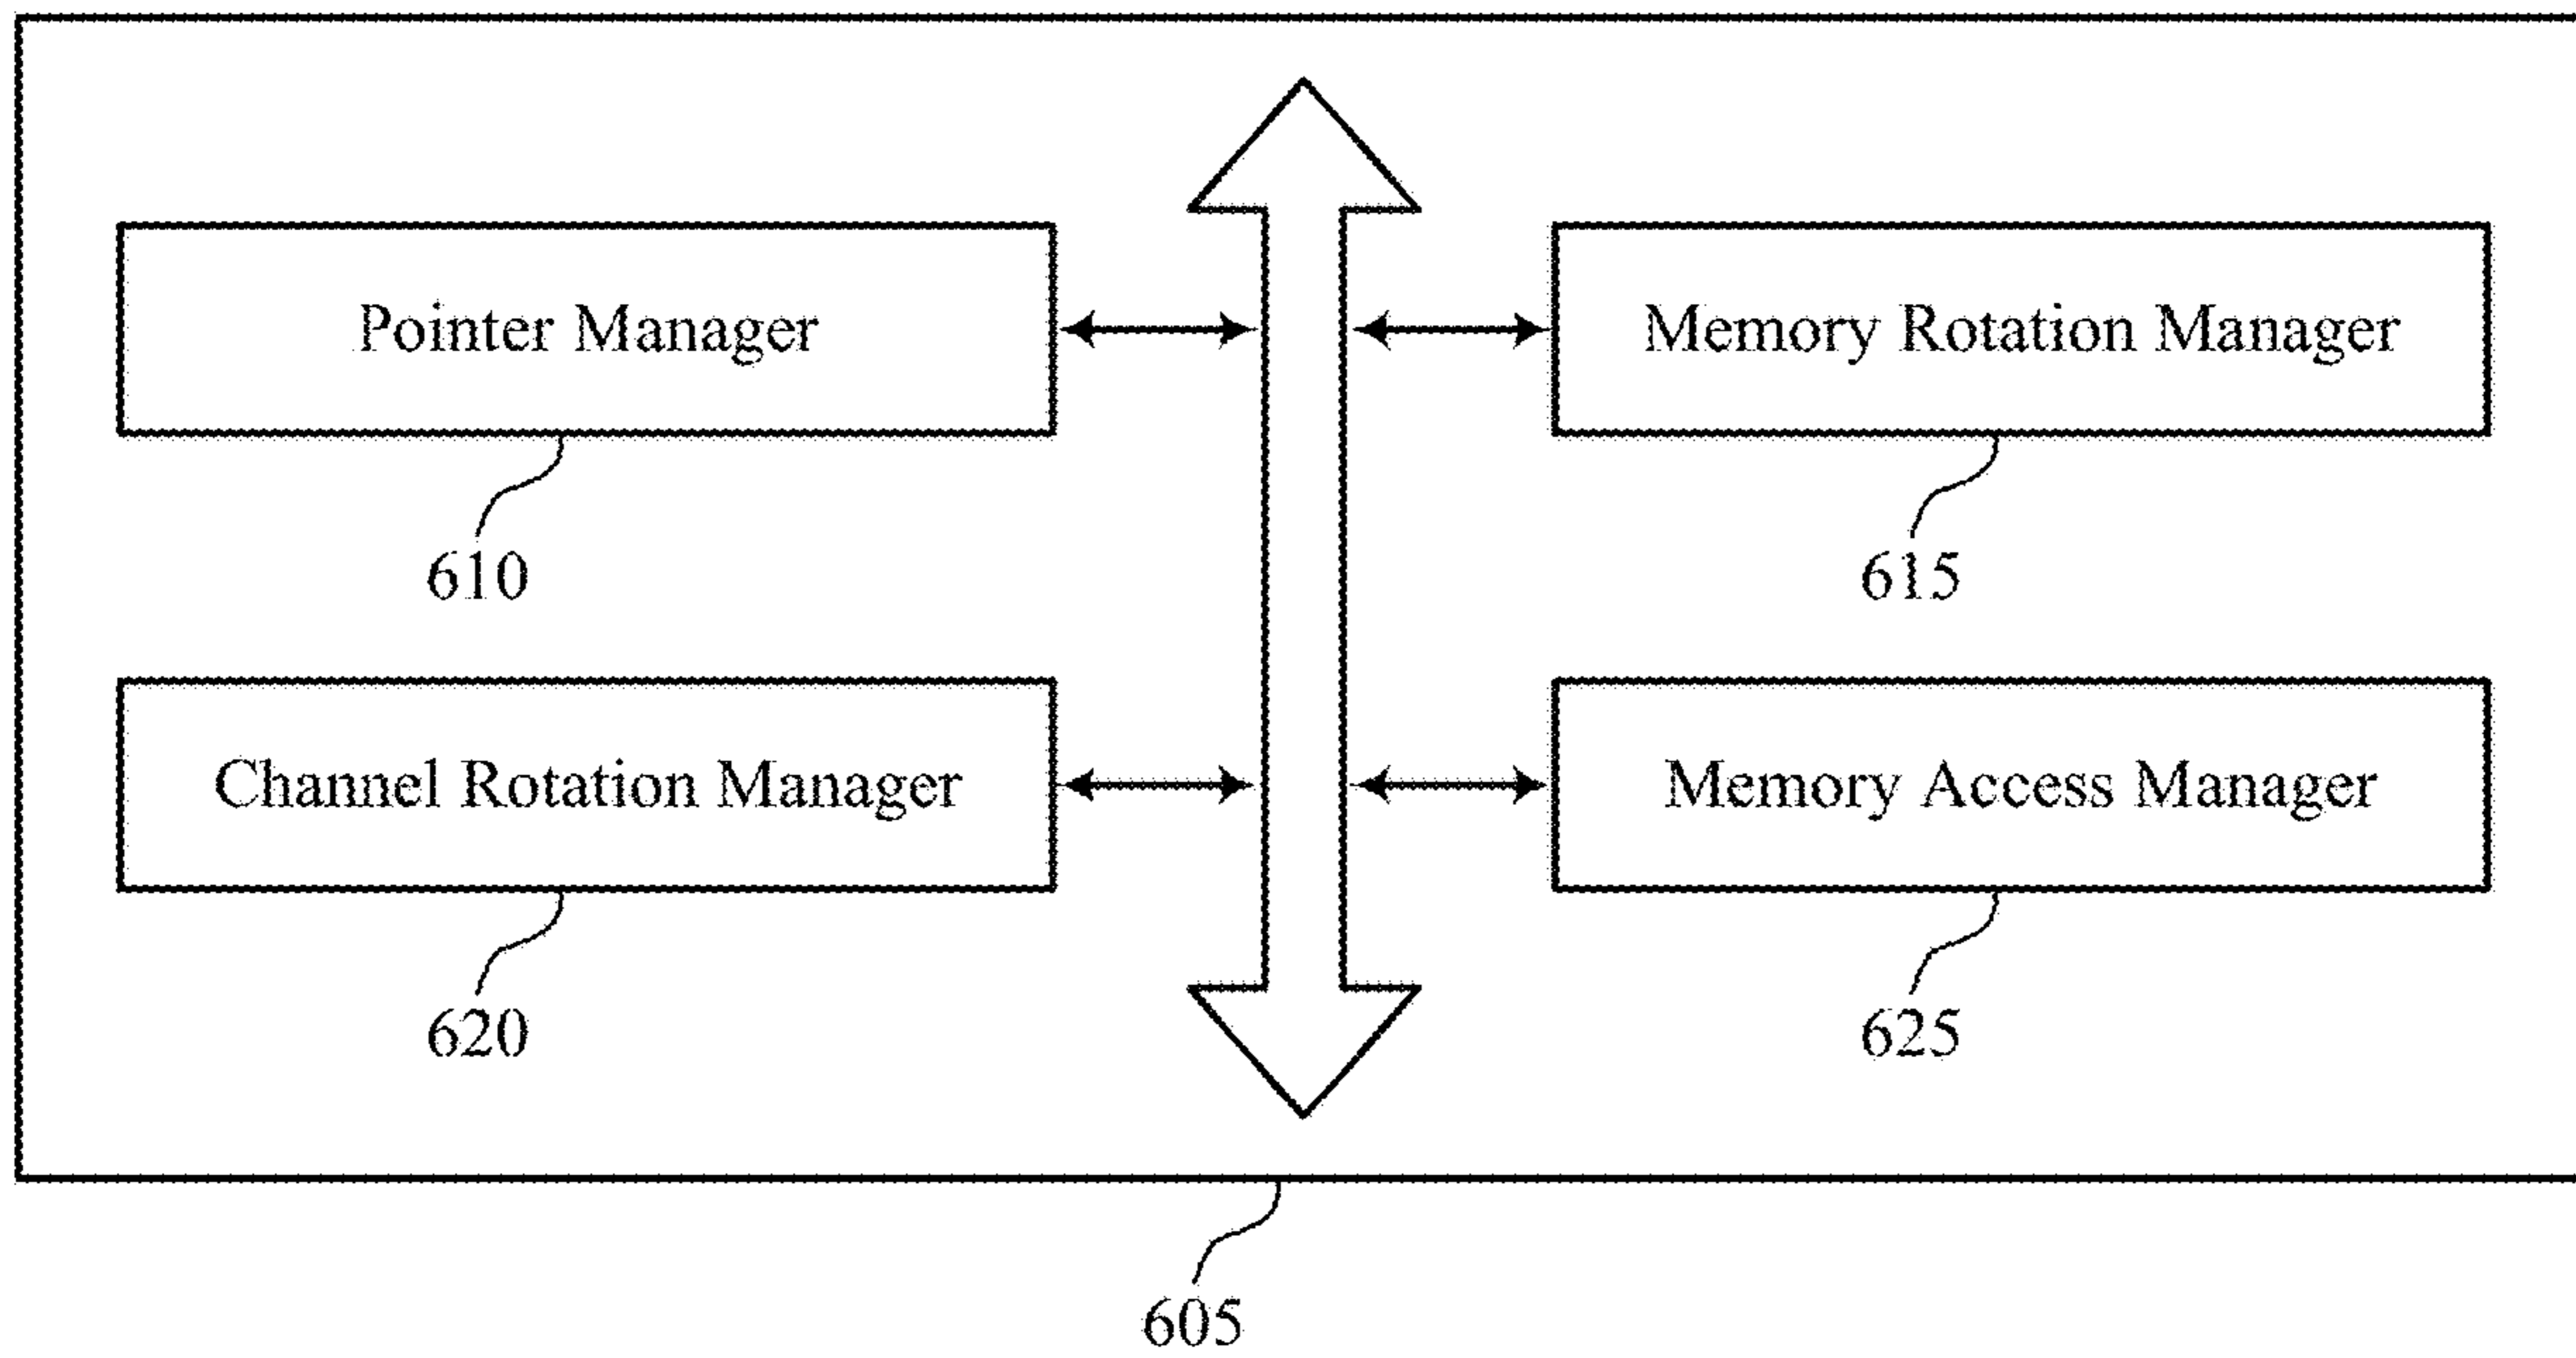 Pointer Manager
Memory Rotation Manager
610
615
Channel Rotation Manager
Memory Access Manager
620
625
605